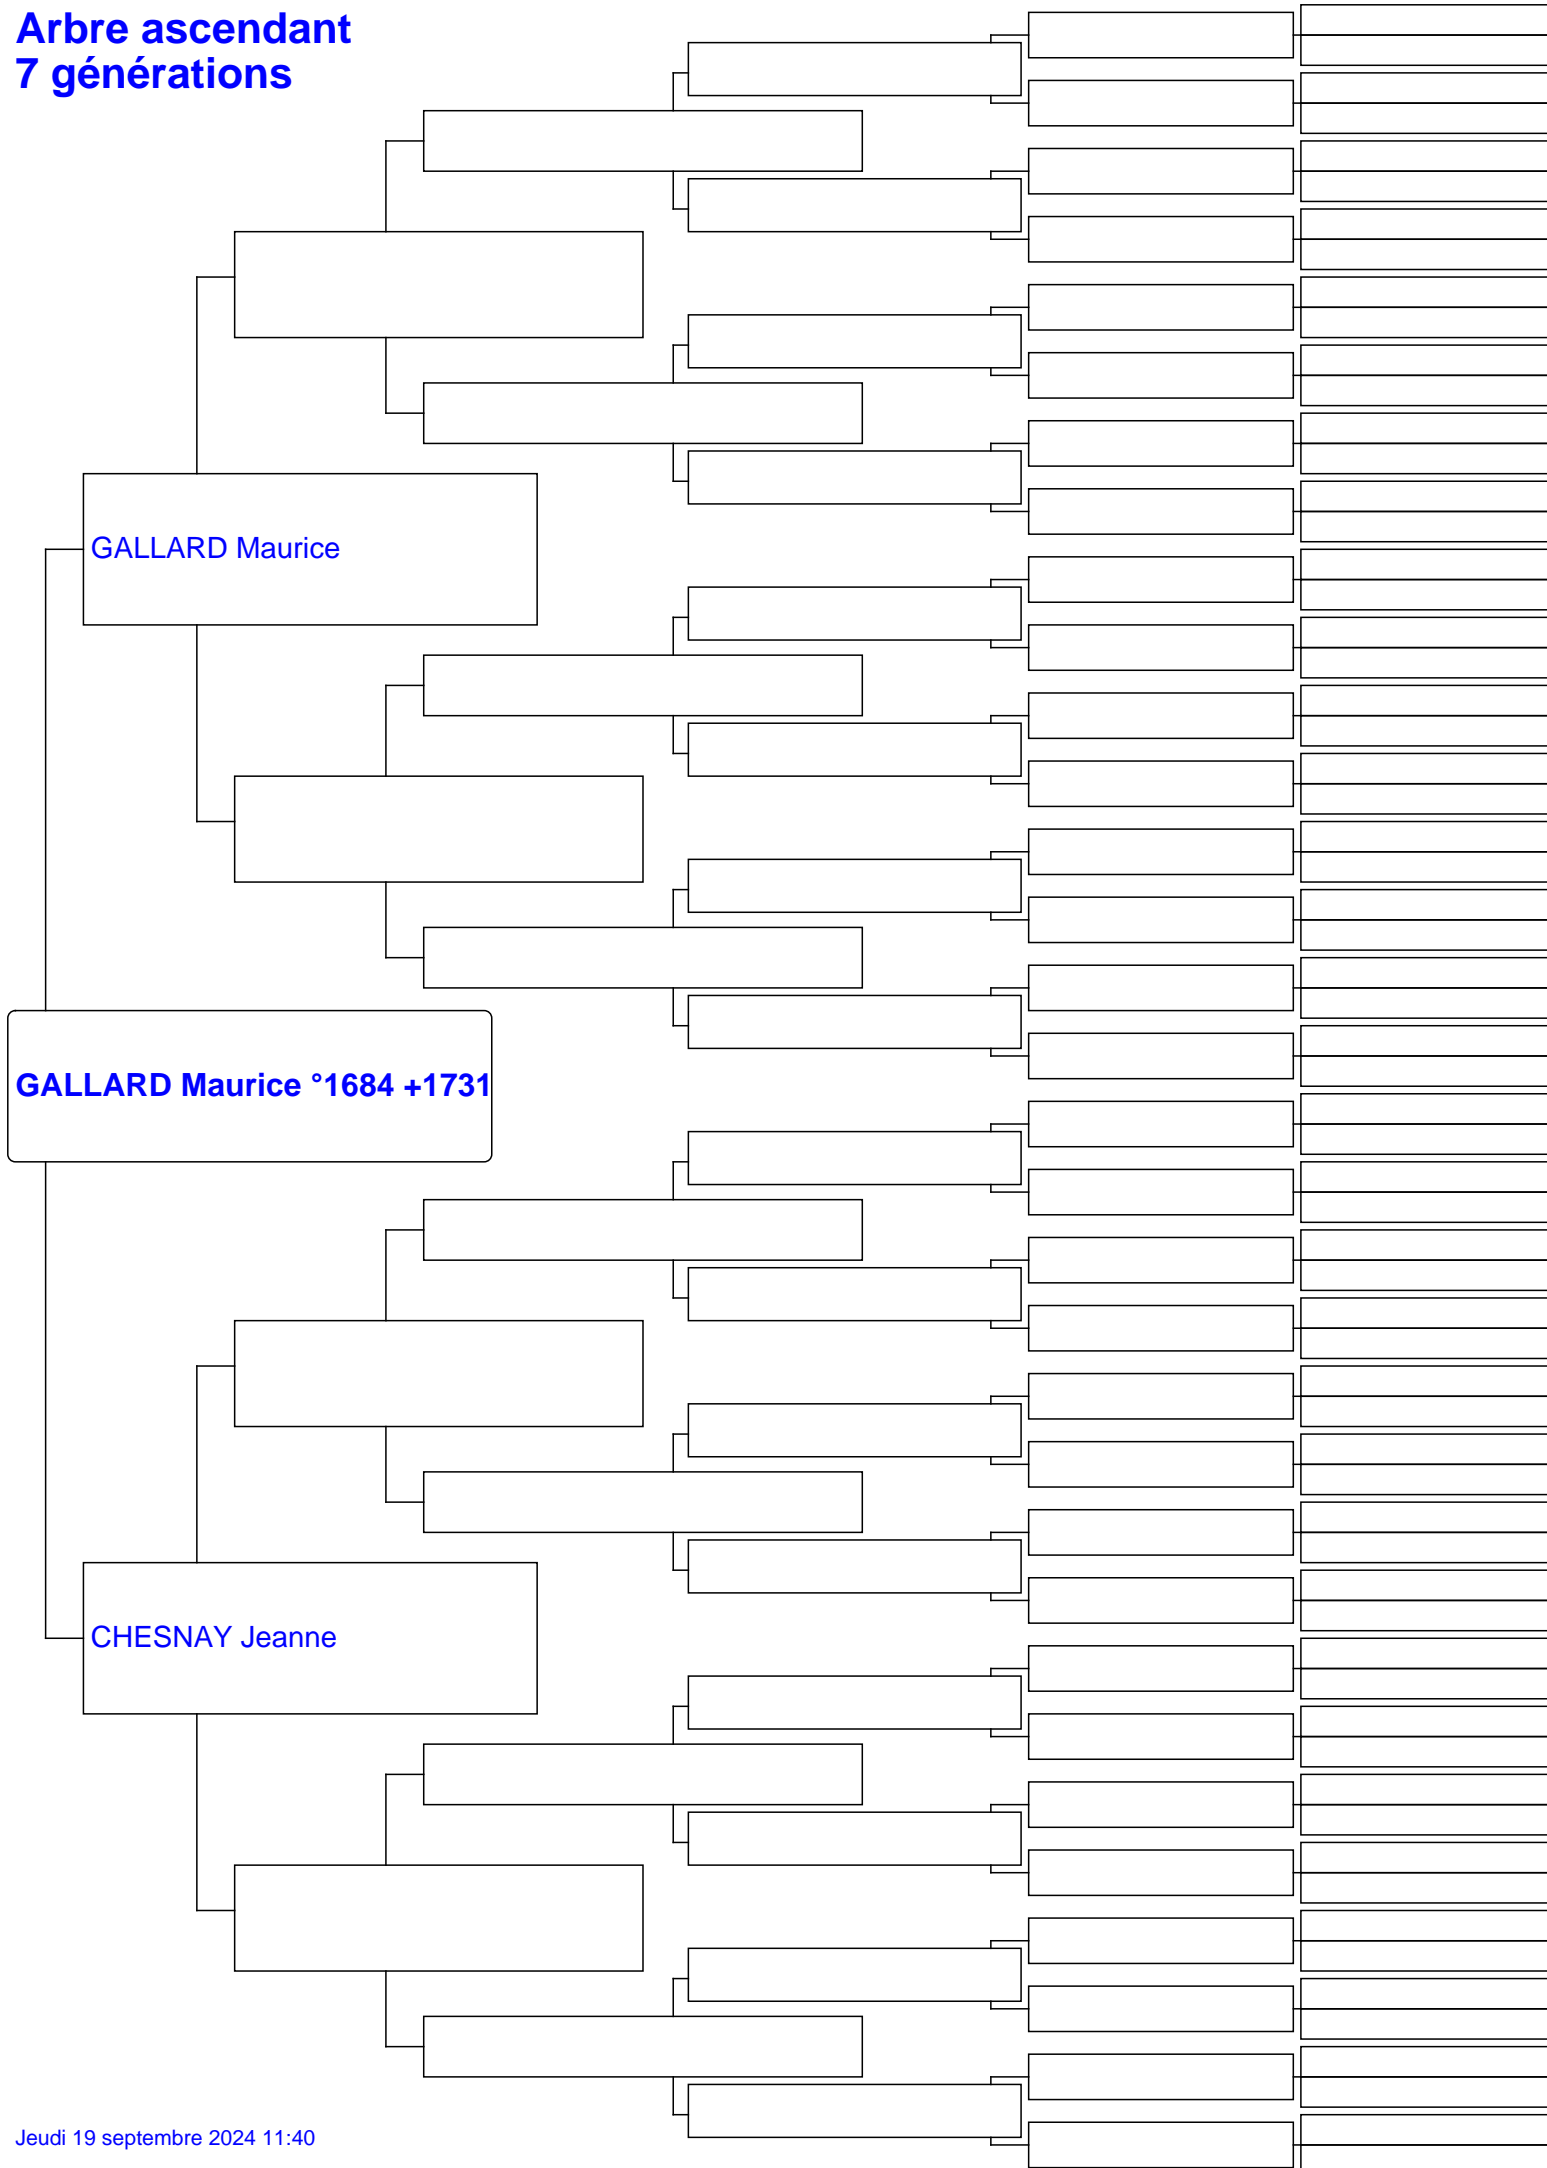 Arbre ascendant
7 générations
GALLARD Maurice
GALLARD Maurice °1684 +1731
CHESNAY Jeanne
Jeudi 19 septembre 2024 11:40